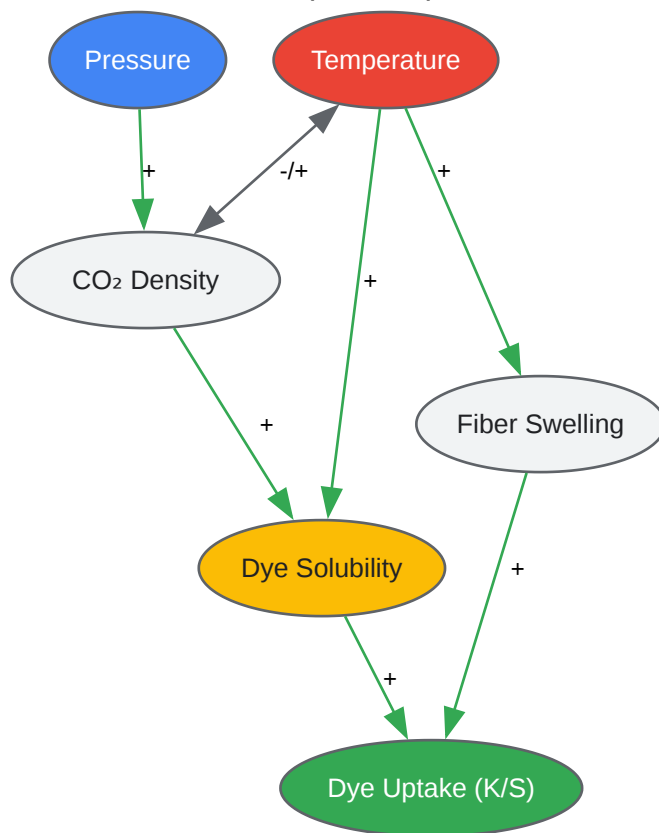 Pressure
Temperature
+
-/+
+
CO₂ Density
+
+
Fiber Swelling
Dye Solubility
+
+
Dye Uptake (K/S)